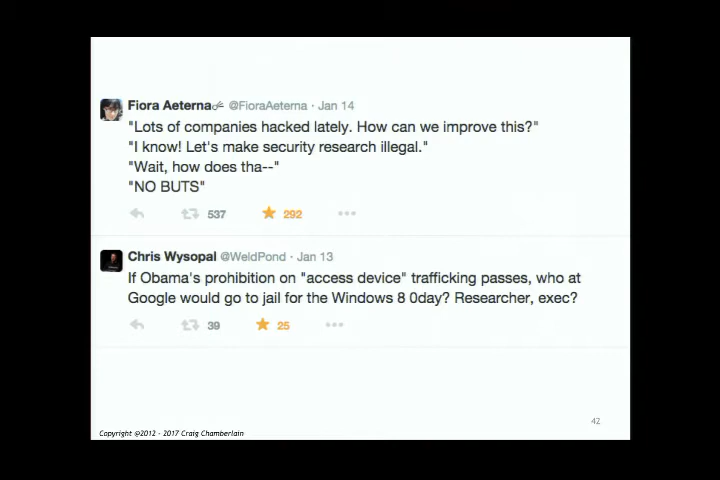 Fiora Aeterna @FioraAeterna · Jan 14
"Lots of companies hacked lately. How can we improve this?"
"I know! Let's make security research illegal."
"Wait, how does tha--"
"NO BUTS"
537 292
Chris Wysopal @WeldPond · Jan 13
If Obama's prohibition on "access device" trafficking passes, who at
Google would go to jail for the Windows 8 0day? Researcher, exec?
39 25
42
Copyright @2012 - 2017 Craig Chamberlain